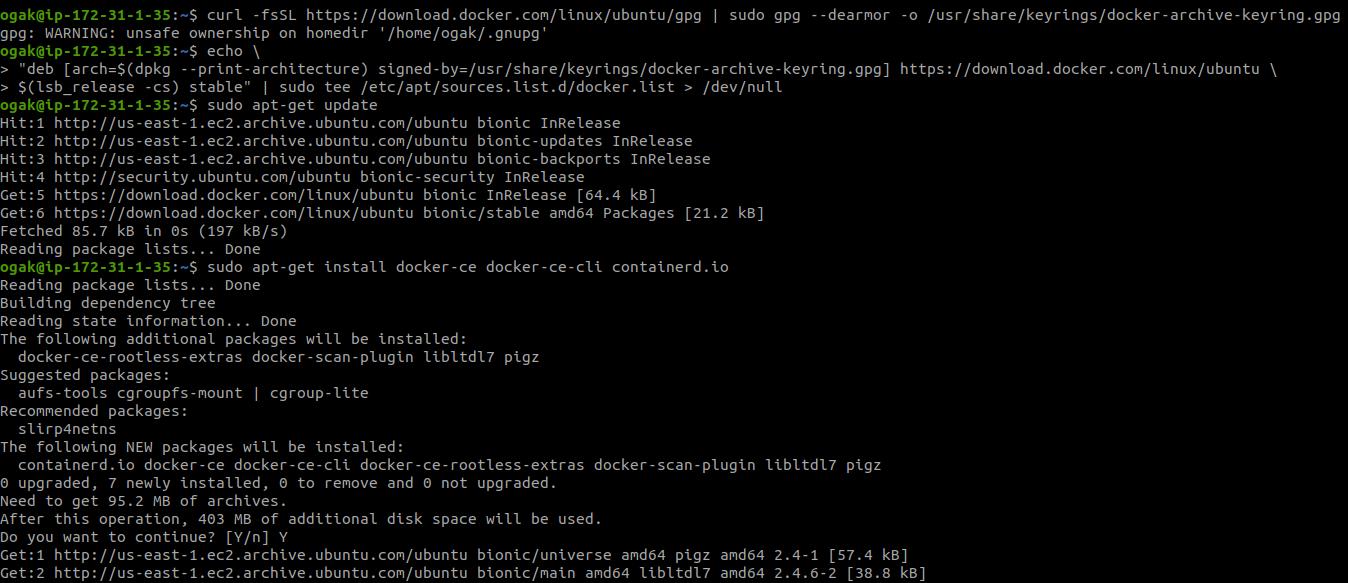 ogak@ip-172-31-1-35:~$ curl -fsSL https://download.docker.com/linux/ubuntu/gpg | sudo gpg --dearmor -o /usr/share/keyrings/docker-archive-keyring.gpg
gpg: WARNING: unsafe ownership on homedir '/home/ogak/.gnupg'
ogak@ip-172-31-1-35:~$ echo \
> "deb [arch=$(dpkg --print-architecture) signed-by=/usr/share/keyrings/docker-archive-keyring.gpg] https://download.docker.com/linux/ubuntu \
> $(lsb_release -cs) stable" | sudo tee /etc/apt/sources.list.d/docker.list > /dev/null
ogak@ip-172-31-1-35:~$ sudo apt-get update
Hit:1 http://us-east-1.ec2.archive.ubuntu.com/ubuntu bionic InRelease
Hit:2 http://us-east-1.ec2.archive.ubuntu.com/ubuntu bionic-updates InRelease
Hit:3 http://us-east-1.ec2.archive.ubuntu.com/ubuntu bionic-backports InRelease
Hit:4 http://security.ubuntu.com/ubuntu bionic-security InRelease
Get:5 https://download.docker.com/linux/ubuntu bionic InRelease [64.4 kB]
Get:6 https://download.docker.com/linux/ubuntu bionic/stable amd64 Packages [21.2 kB]
Fetched 85.7 kB in 0s (197 kB/s)
Reading package lists... Done
ogak@ip-172-31-1-35:~$ sudo apt-get install docker-ce docker-ce-cli containerd.io
Reading package lists... Done
Building dependency tree
Reading state information... Done
The following additional packages will be installed:
  docker-ce-rootless-extras docker-scan-plugin libltdl7 pigz
Suggested packages:
  aufs-tools cgroupfs-mount | cgroup-lite
Recommended packages:
  slirp4netns
The following NEW packages will be installed:
  containerd.io docker-ce docker-ce-cli docker-ce-rootless-extras docker-scan-plugin libltdl7 pigz
0 upgraded, 7 newly installed, 0 to remove and 0 not upgraded.
Need to get 95.2 MB of archives.
After this operation, 403 MB of additional disk space will be used.
Do you want to continue? [Y/n] Y
Get:1 http://us-east-1.ec2.archive.ubuntu.com/ubuntu bionic/universe amd64 pigz amd64 2.4-1 [57.4 kB]
Get:2 http://us-east-1.ec2.archive.ubuntu.com/ubuntu bionic/main amd64 libltdl7 amd64 2.4.6-2 [38.8 kB]